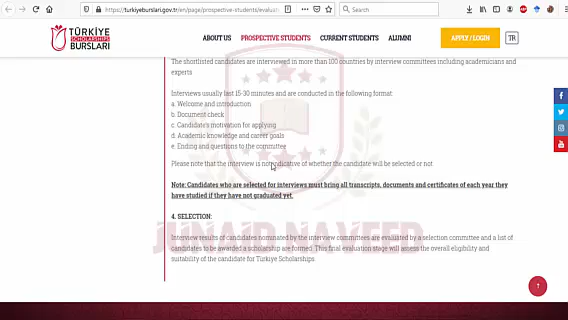 https://turkiyeburslari.gov.tr/en/page/prospective-students/evaluat
Search
TÜRKİYE
SCHOLARSHIPS
BURSLARI
ABOUT US
PROSPECTIVE STUDENTS
CURRENT STUDENTS
ALUMNI
APPLY / LOGIN
TR
The shortlisted candidates are interviewed in more than 100 countries by interview committees including academicians and
experts
Interviews usually last 15-30 minutes and are conducted in the following format:
a. Welcome and introduction
b. Document check
c. Candidate's motivation for applying
d. Academic knowledge and career goals
e. Ending and questions to the committee
Please note that the interview is not indicative of whether the candidate will be selected or not
Note: Candidates who are selected for interviews must bring all transcripts, documents and certificates of each year they
have studied if they have not graduated yet.
4. SELECTION:
JUNAID NAVEED
Interview results of candidates nominated by the interview committees are evaluated by a selection committee and a list of
candidates to be awarded a scholarship are formed. This final evaluation stage will assess the overall eligibility and
suitability of the candidate for Türkiye Scholarships